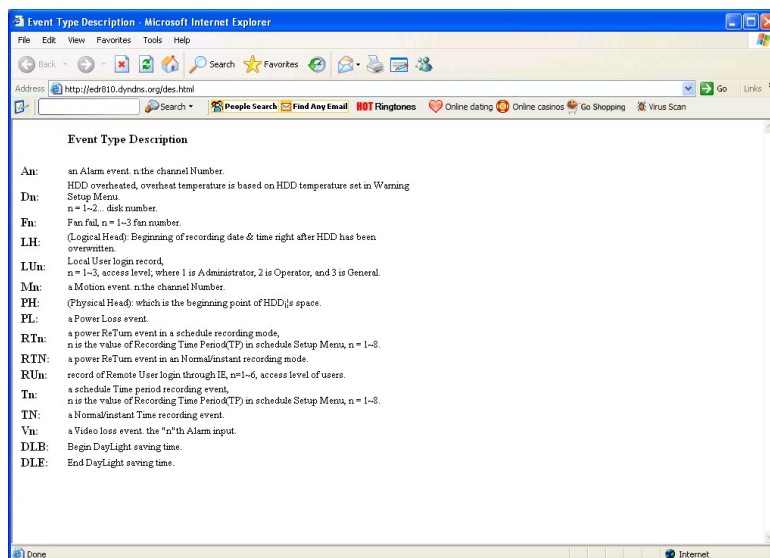 Event Type Description - Microsoft Internet Explorer
File Edit View Favorites Tools Help
Back Search Favorites
Address http://edr810.dyndns.org/des.html Go Links
Search People Search Find Any Email HOT Ringtones Online dating Online casinos Go Shopping Virus Scan
Event Type Description
An: an Alarm event. n:the channel Number.
HDD overheated, overheat temperature is based on HDD temperature set in Warning
Dn: Setup Menu.
n = 1~2... disk number.
Fn: Fan fail, n = 1~3 fan number.
LH: (Logical Head): Beginning of recording date & time right after HDD has been
overwritten.
LUn: Local User login record,
n = 1~3, access level; where 1 is Administrator, 2 is Operator, and 3 is General.
Mn: a Motion event. n:the channel Number.
PH: (Physical Head): which is the beginning point of HDD¡¦s space.
PL: a Power Loss event.
RTn: a power ReTurn event in a schedule recording mode,
n is the value of Recording Time Period(TP) in schedule Setup Menu, n = 1~8.
RTN: a power ReTurn event in an Normal/instant recording mode.
RUn: record of Remote User login through IE, n=1~6, access level of users.
Tn: a schedule Time period recording event,
n is the value of Recording Time Period(TP) in schedule Setup Menu, n = 1~8.
TN: a Normal/instant Time recording event.
Vn: a Video loss event. the "n"th Alarm input.
DLB: Begin DayLight saving time.
DLE: End DayLight saving time.
Done Internet